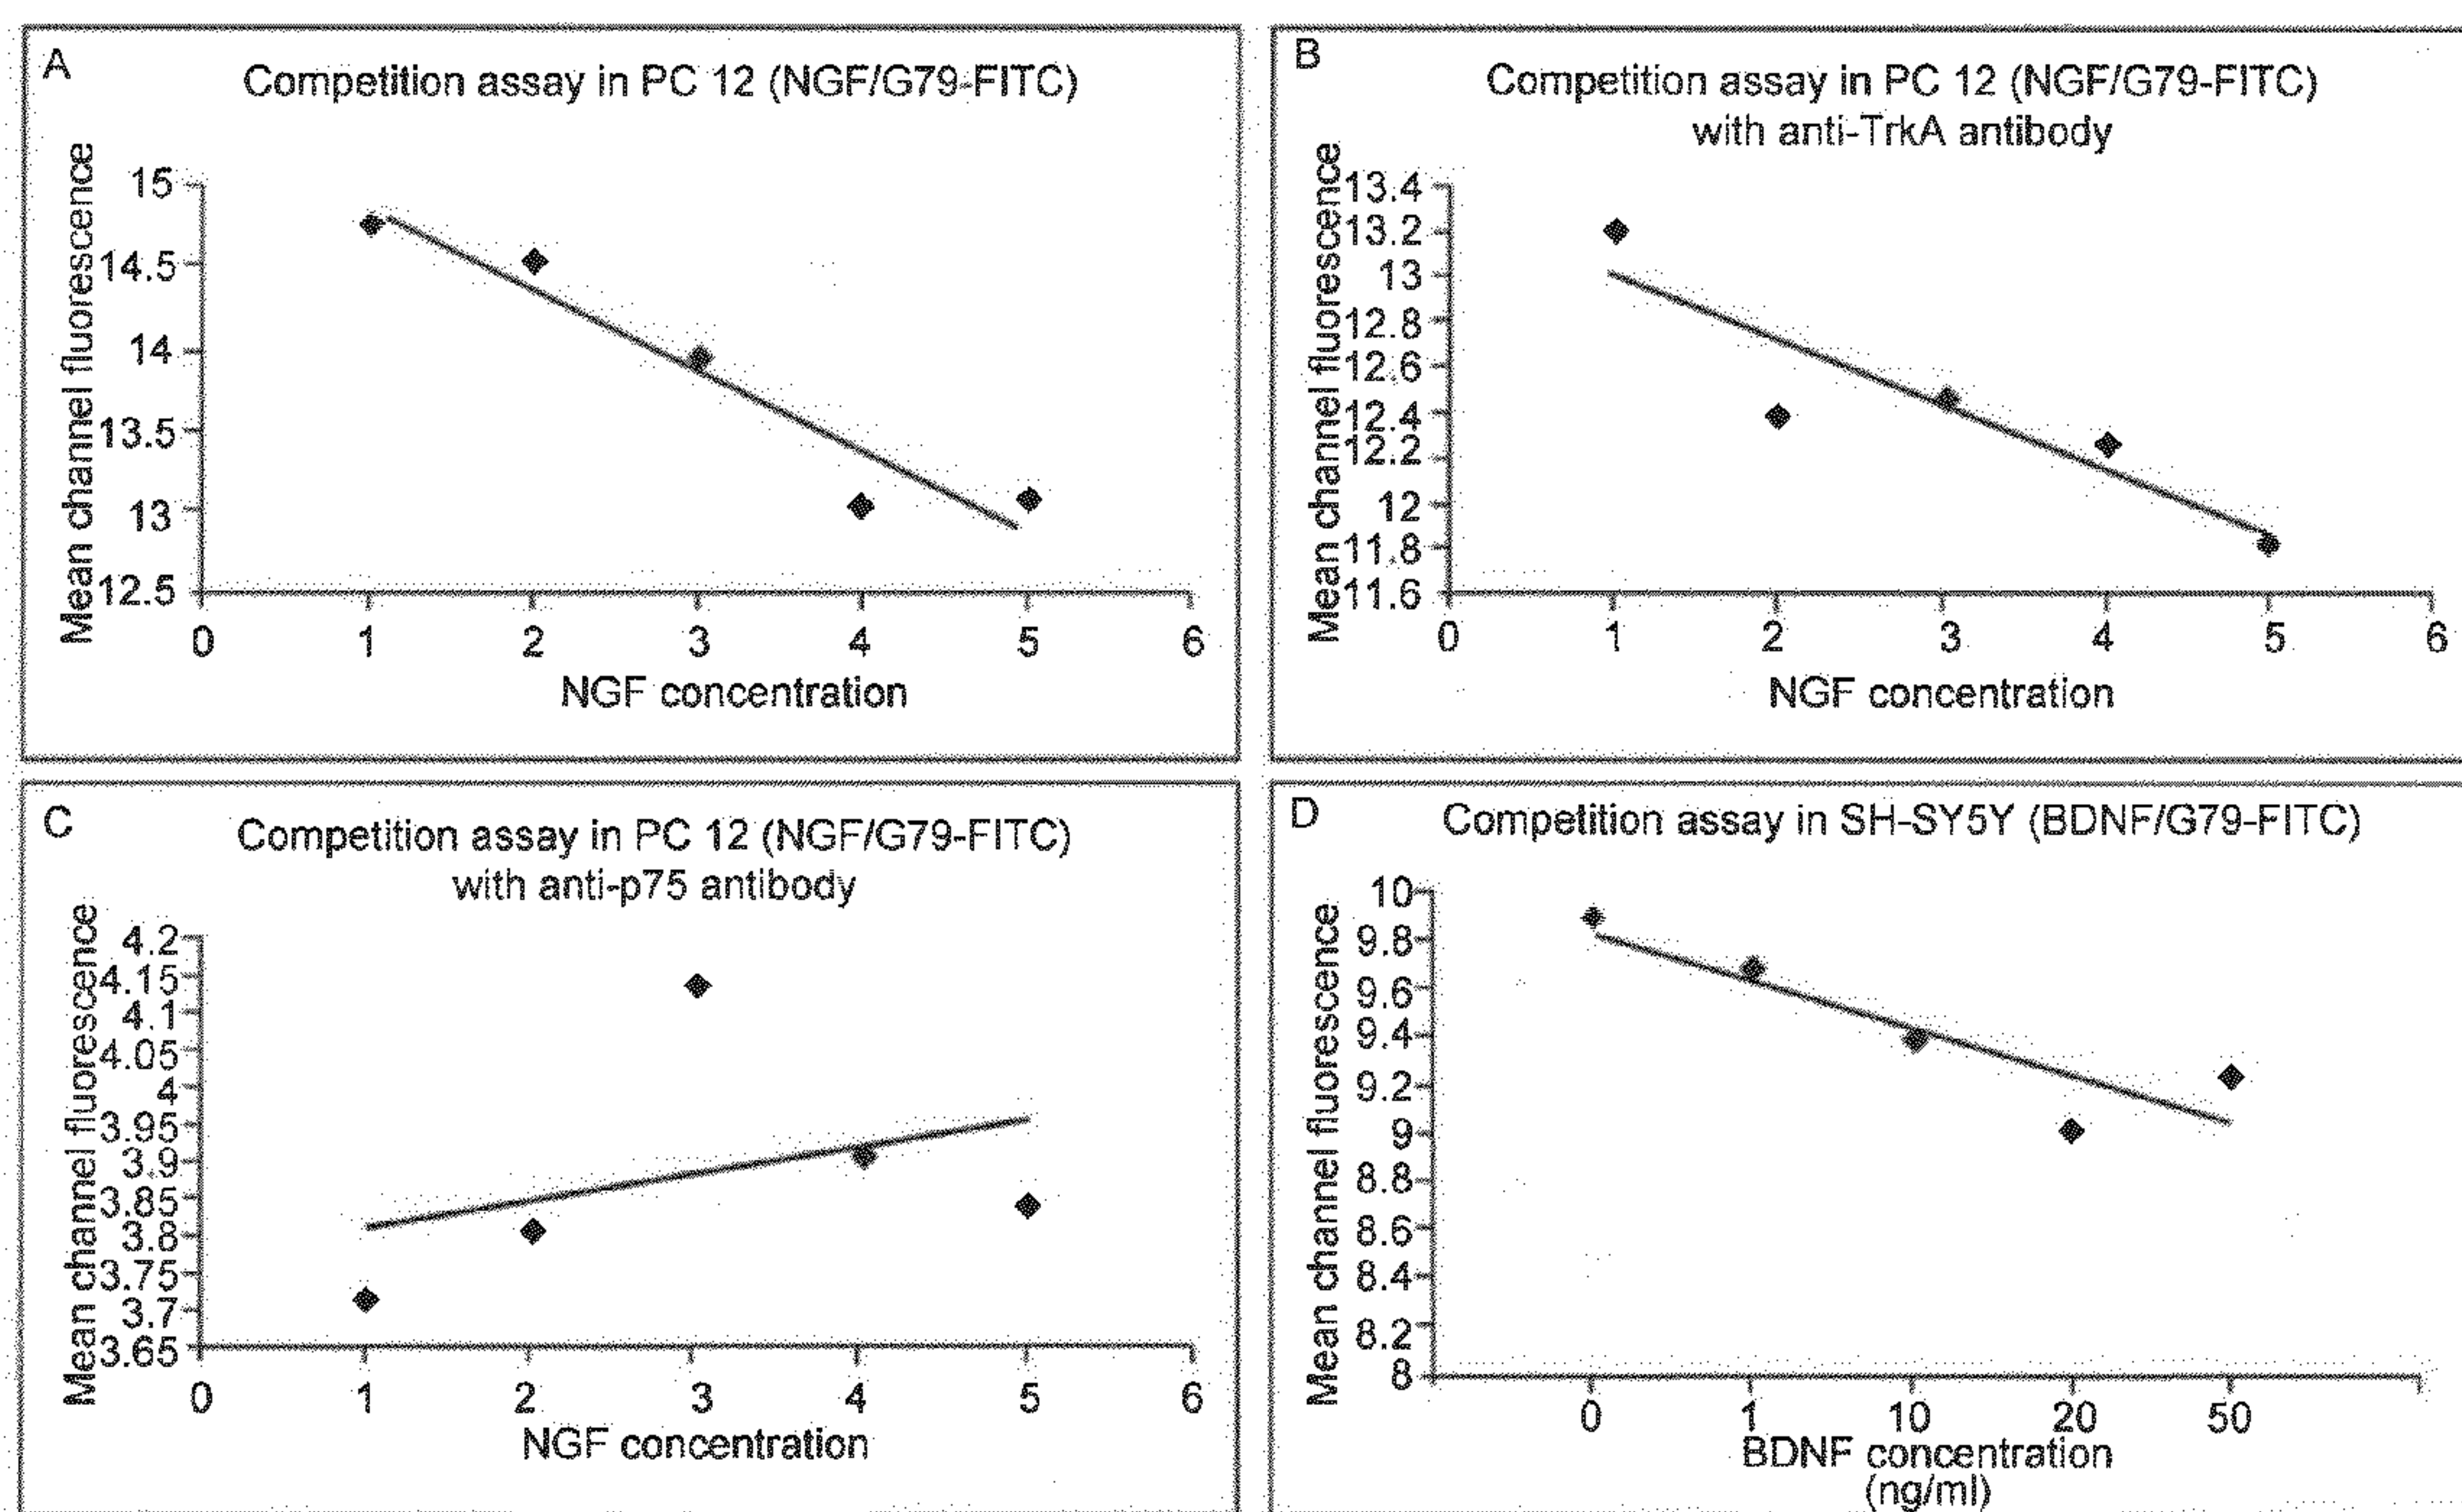 A
Competition assay in PC 12 (NGF/G79-FITC)
Mean channel fluorescence
15
14.5
14
13.5
13
12.5
0 1 2 3 4 5 6
NGF concentration
B
Competition assay in PC 12 (NGF/G79-FITC)
with anti-TrkA antibody
Mean channel fluorescence
13.4
13.2
13
12.8
12.6
12.4
12.2
12
11.8
11.6
0 1 2 3 4 5 6
NGF concentration
C
Competition assay in PC 12 (NGF/G79-FITC)
with anti-p75 antibody
Mean channel fluorescence
4.2
4.15
4.1
4.05
4
3.95
3.9
3.85
3.8
3.75
3.7
3.65
0 1 2 3 4 5 6
NGF concentration
D
Competition assay in SH-SY5Y (BDNF/G79-FITC)
Mean channel fluorescence
10
9.8
9.6
9.4
9.2
9
8.8
8.6
8.4
8.2
8
0 1 10 20 50
BDNF concentration
(ng/ml)